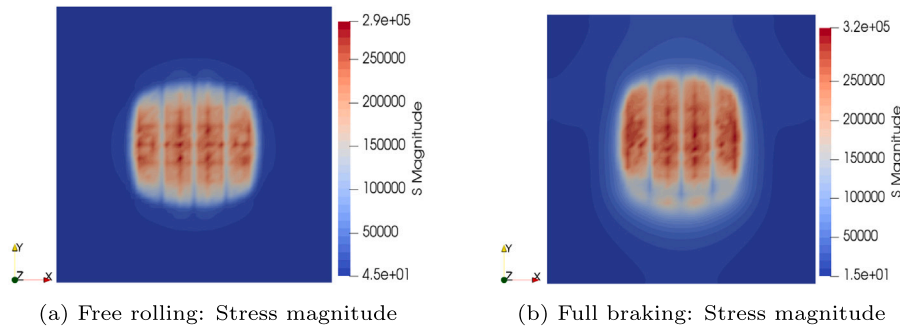 2.9e+05
250000
200000
150000
100000
50000
4.5e+01
S Magnitude
Y
Z
X
(a) Free rolling: Stress magnitude
3.2e+05
300000
250000
200000
150000
100000
50000
1.5e+01
S Magnitude
Y
Z
X
(b) Full braking: Stress magnitude